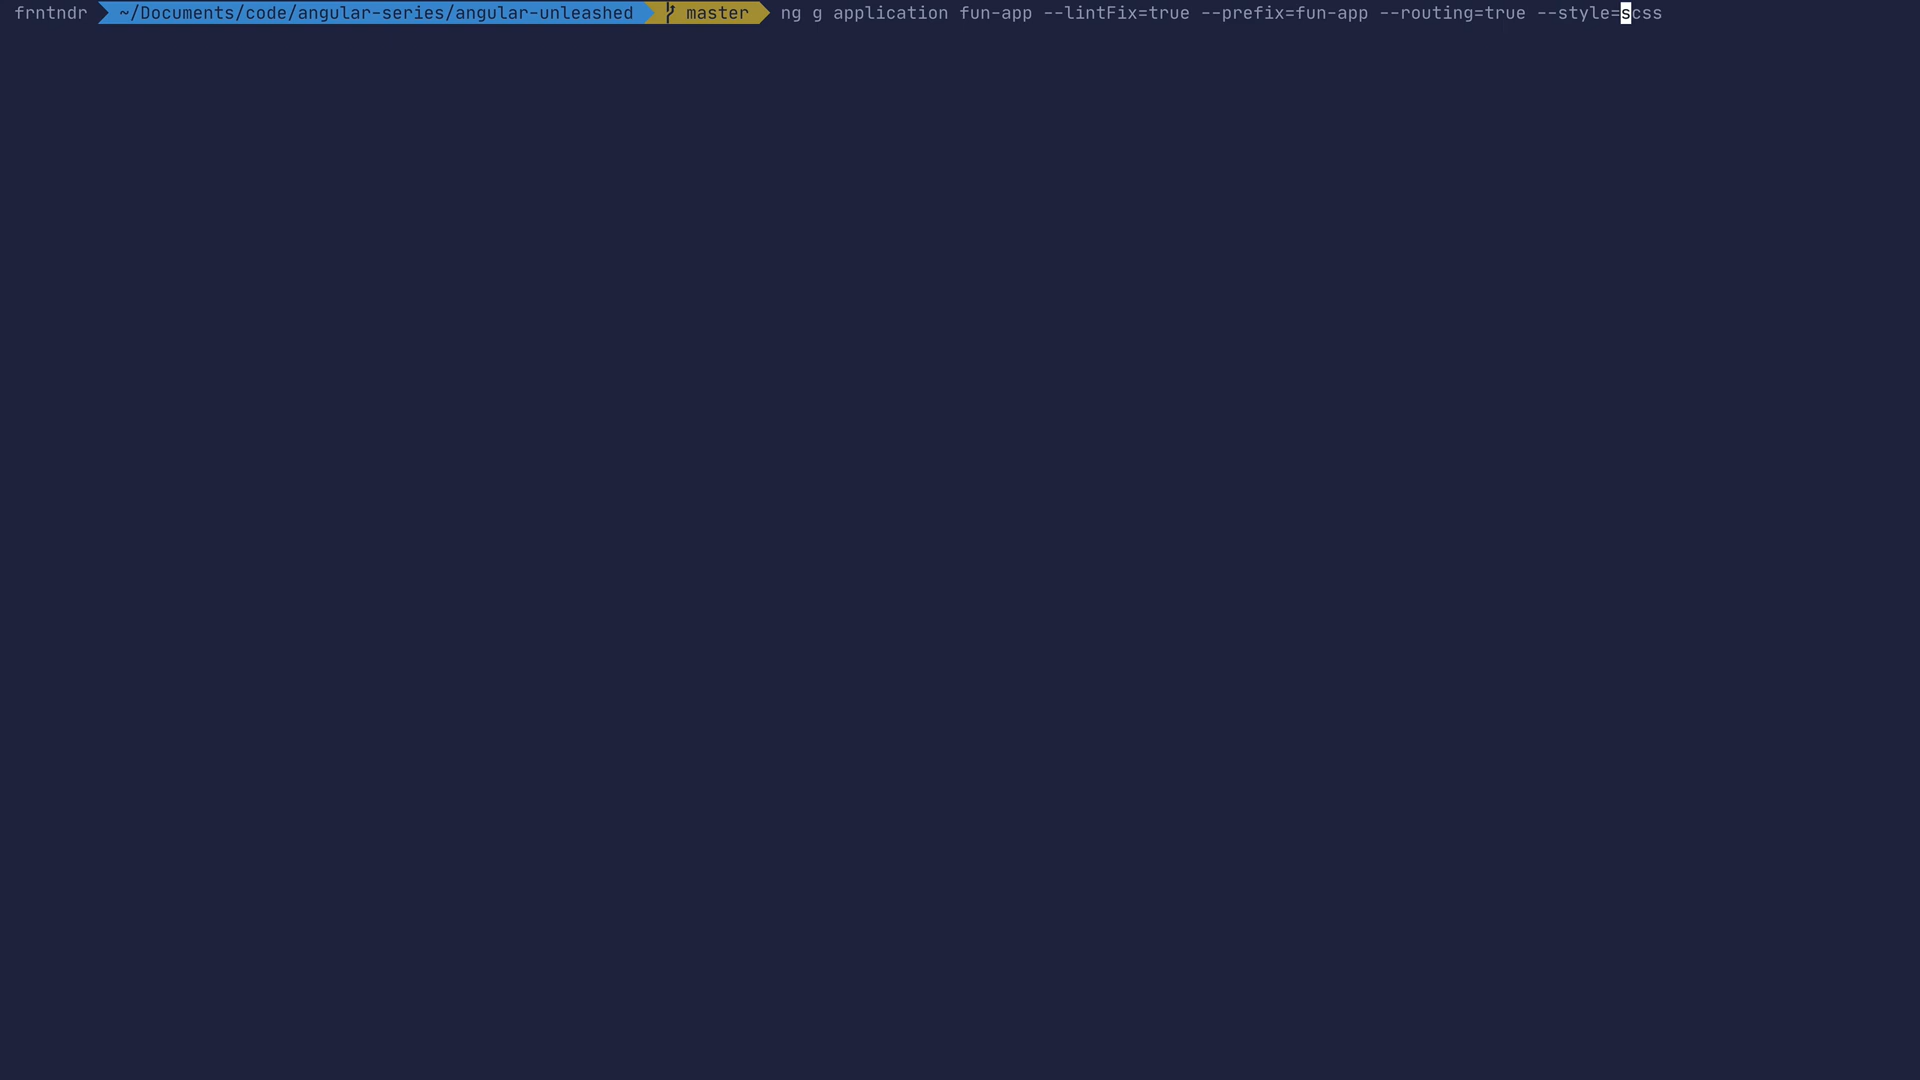 frntndr ~/Documents/code/angular-series/angular-unleashed master ng g application fun-app --lintFix=true --prefix=fun-app --routing=true --style=scss